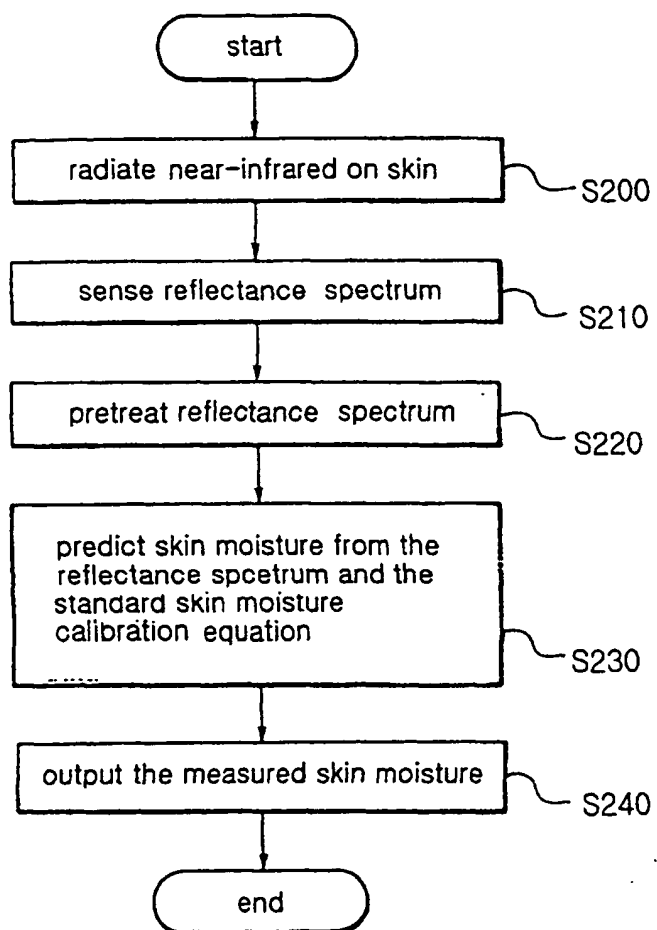 start
radiate near-infrared on skin
S200
sense reflectance spectrum
S210
pretreat reflectance spectrum
S220
predict skin moisture from the
reflectance spcetrum and the
standard skin moisture
calibration equation
S230
output the measured skin moisture
S240
end